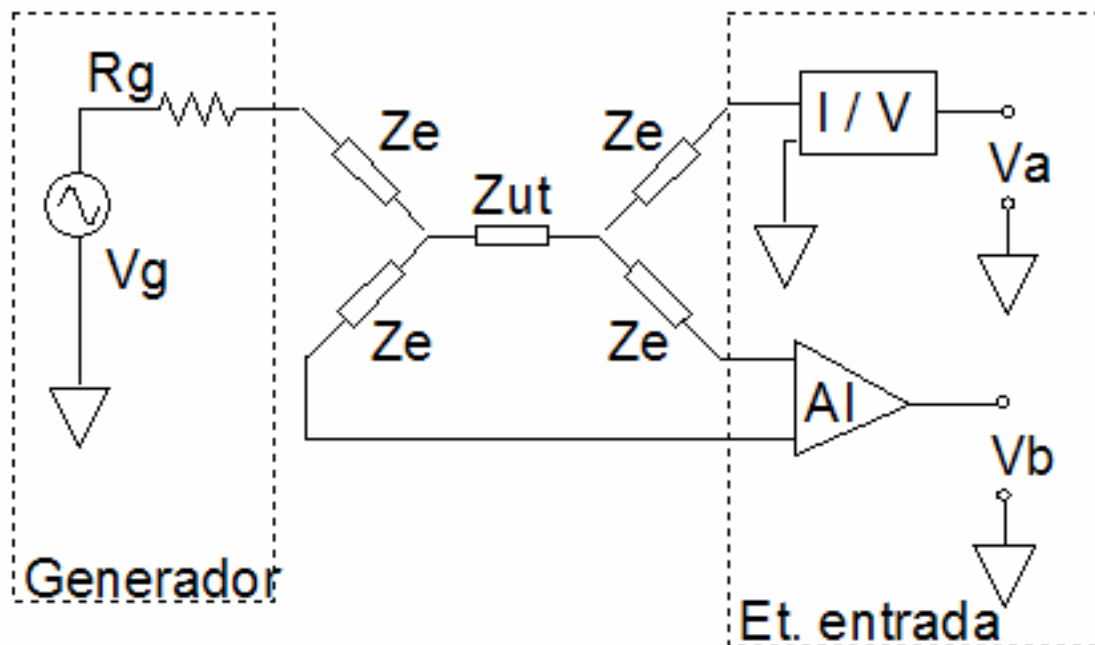 Rg
Vg
Generador
Ze
Ze
Zut
Ze
Ze
I / V
Va
AI
Vb
Et. entrada